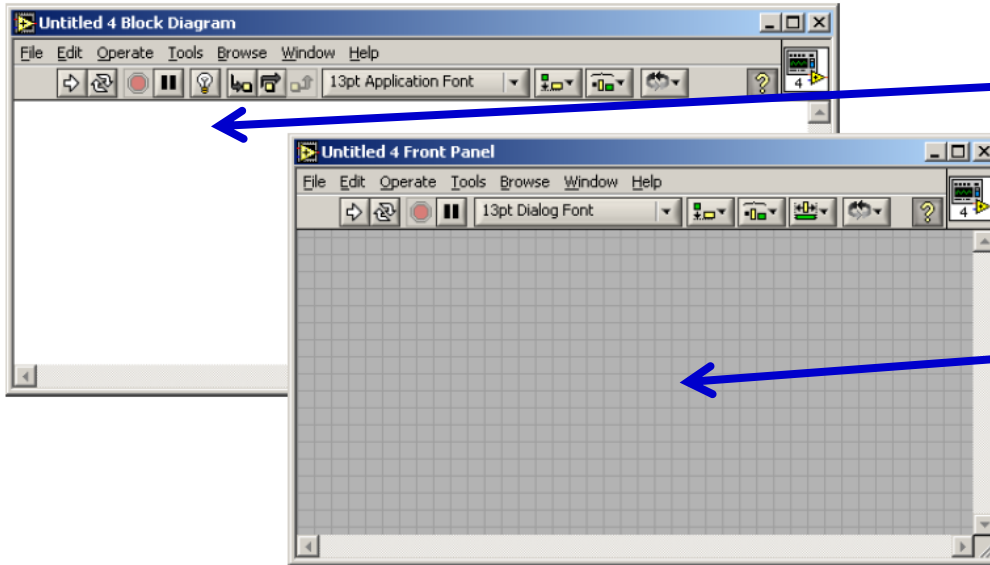 Untitled 4 Block Diagram
File Edit Operate Tools Browse Window Help
13pt Application Font
?
4
Untitled 4 Front Panel
File Edit Operate Tools Browse Window Help
13pt Dialog Font
?
4